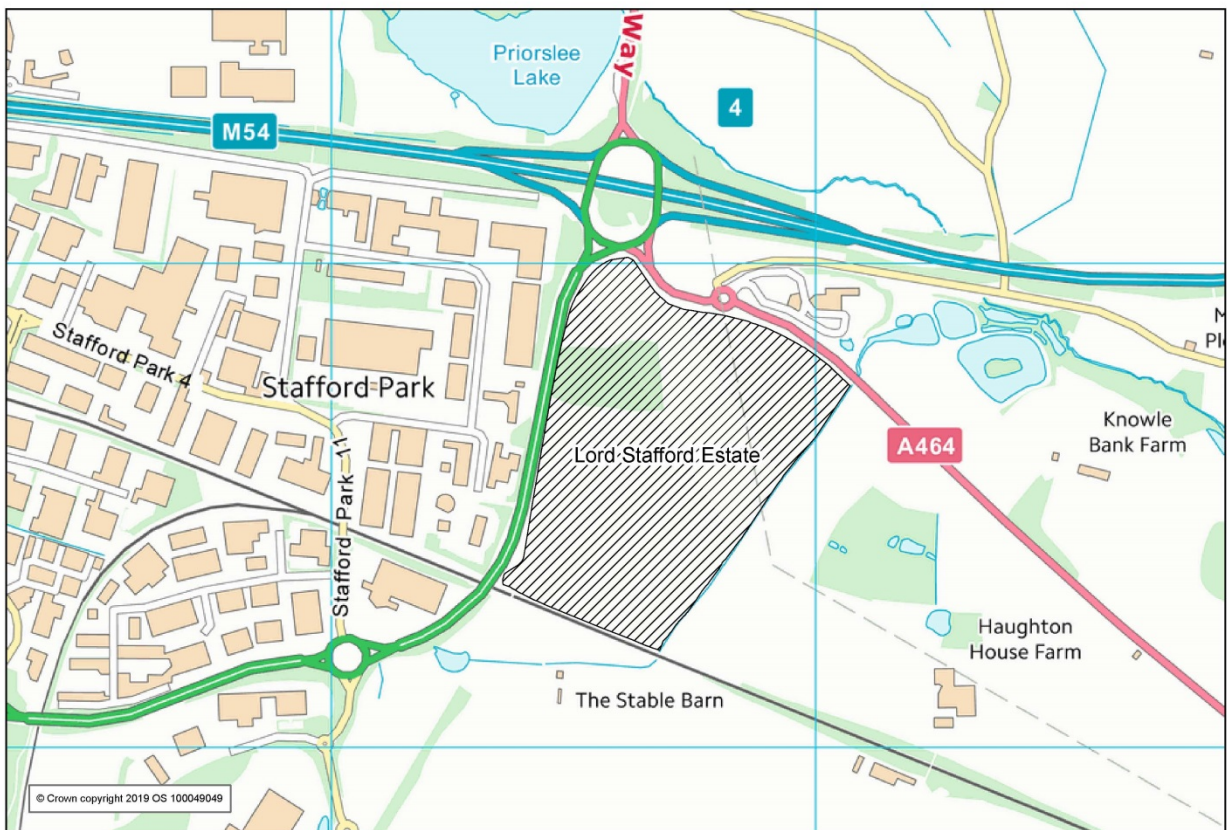 Way
Priorslee
Lake
4
M54
Stafford Park 4
Stafford Park
Lord Stafford Estate
A464
Knowle
Bank Farm
Stafford Park 11
Haughton
House Farm
The Stable Barn
© Crown copyright 2019 OS 100049049